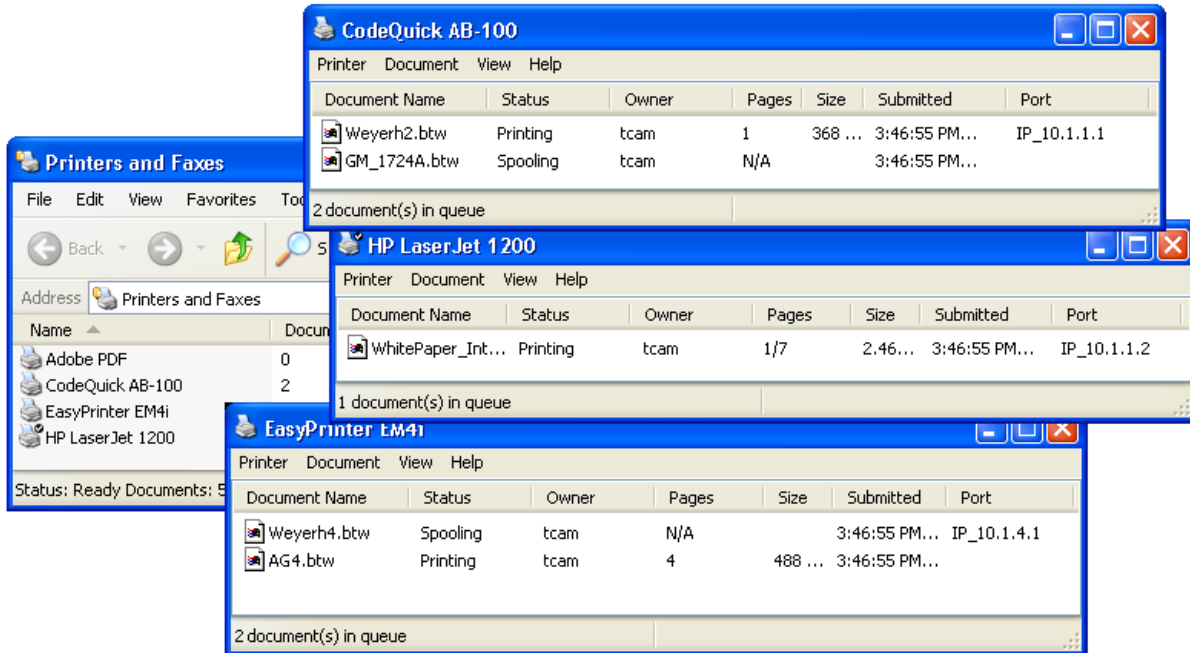 CodeQuick AB-100
Printer Document View Help
Document Name Status Owner Pages Size Submitted Port
Weyerh2.btw Printing tcam 1 368 ... 3:46:55 PM... IP_10.1.1.1
GM_1724A.btw Spooling tcam N/A 3:46:55 PM...
2 document(s) in queue
Printers and Faxes
File Edit View Favorites Too
Back S
Address Printers and Faxes
Name Docum
Adobe PDF 0
CodeQuick AB-100 2
EasyPrinter EM4i
HP LaserJet 1200
Status: Ready Documents: 5
HP LaserJet 1200
Printer Document View Help
Document Name Status Owner Pages Size Submitted Port
WhitePaper_Int... Printing tcam 1/7 2.46... 3:46:55 PM... IP_10.1.1.2
1 document(s) in queue
EasyPrinter EM4i
Printer Document View Help
Document Name Status Owner Pages Size Submitted Port
Weyerh4.btw Spooling tcam N/A 3:46:55 PM... IP_10.1.4.1
AG4.btw Printing tcam 4 488 ... 3:46:55 PM...
2 document(s) in queue